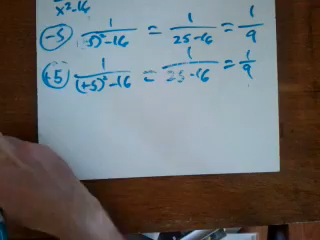 x²-16
(-5) 1/((-5)²-16) = 1/(25-16) = 1/9
(+5) 1/((+5)²-16) = 1/(25-16) = 1/9